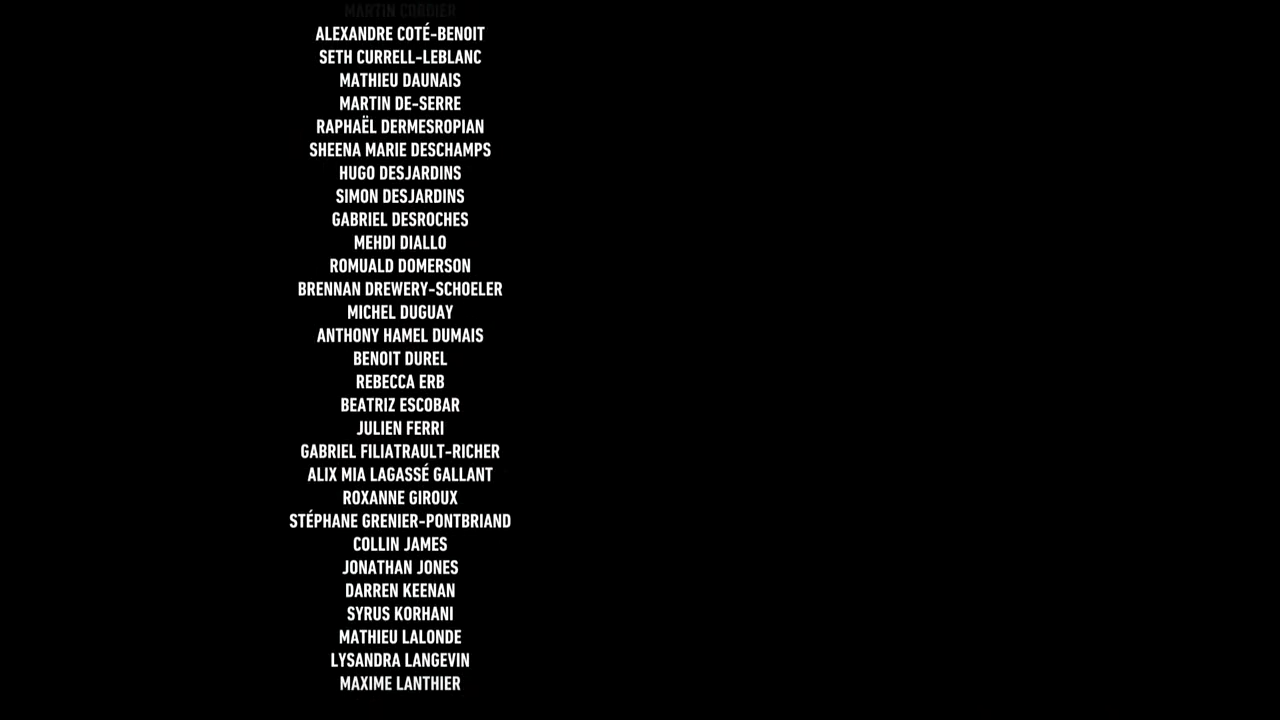 MARTIN CORDIER
ALEXANDRE COTÉ-BENOIT
SETH CURRELL-LEBLANC
MATHIEU DAUNAIS
MARTIN DE-SERRE
RAPHAËL DERMESROPIAN
SHEENA MARIE DESCHAMPS
HUGO DESJARDINS
SIMON DESJARDINS
GABRIEL DESROCHES
MEHDI DIALLO
ROMUALD DOMERSON
BRENNAN DREWERY-SCHOELER
MICHEL DUGUAY
ANTHONY HAMEL DUMAIS
BENOIT DUREL
REBECCA ERB
BEATRIZ ESCOBAR
JULIEN FERRI
GABRIEL FILIATRAULT-RICHER
ALIX MIA LAGASSÉ GALLANT
ROXANNE GIROUX
STÉPHANE GRENIER-PONTBRIAND
COLLIN JAMES
JONATHAN JONES
DARREN KEENAN
SYRUS KORHANI
MATHIEU LALONDE
LYSANDRA LANGEVIN
MAXIME LANTHIER